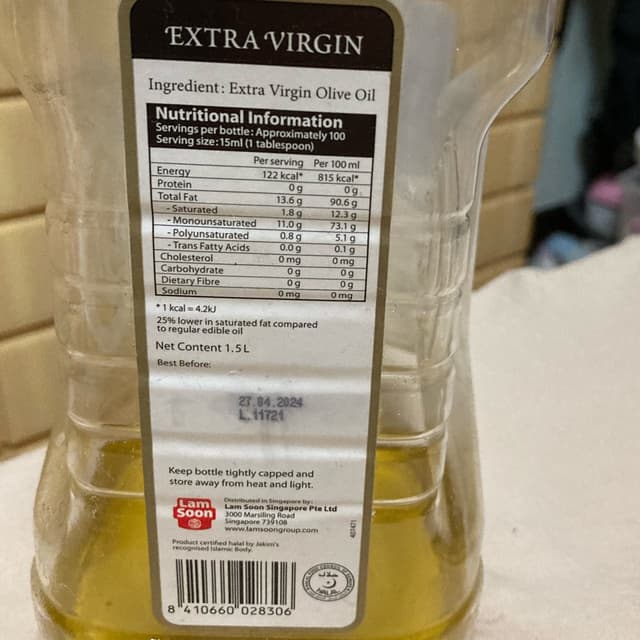 EXTRA VIRGIN
Ingredient: Extra Virgin Olive Oil
Nutritional Information
Servings per bottle: Approximately 100
Serving size: 15ml (1 tablespoon)
Per serving Per 100 ml
Energy 122 kcal* 815 kcal*
Protein 0 g 0 g
Total Fat 13.6 g 90.6 g
- Saturated 1.8 g 12.3 g
- Monounsaturated 11.0 g 73.1 g
- Polyunsaturated 0.8 g 5.1 g
- Trans Fatty Acids 0.0 g 0.1 g
Cholesterol 0 mg 0 mg
Carbohydrate 0 g 0 g
Dietary Fibre 0 g 0 g
Sodium 0 mg 0 mg
* 1 kcal = 4.2kJ
25% lower in saturated fat compared
to regular edible oil
Net Content 1.5 L
Best Before:
27.04.2024
L.11721
Keep bottle tightly capped and
store away from heat and light.
Lam
Soon
Distributed in Singapore by:
Lam Soon Singapore Pte Ltd
3000 Marsiling Road
Singapore 739108
www.lamsoongroup.com
Product certified halal by Jakim's
recognised Islamic Body.
8 410660 028306
حلال
HALAL